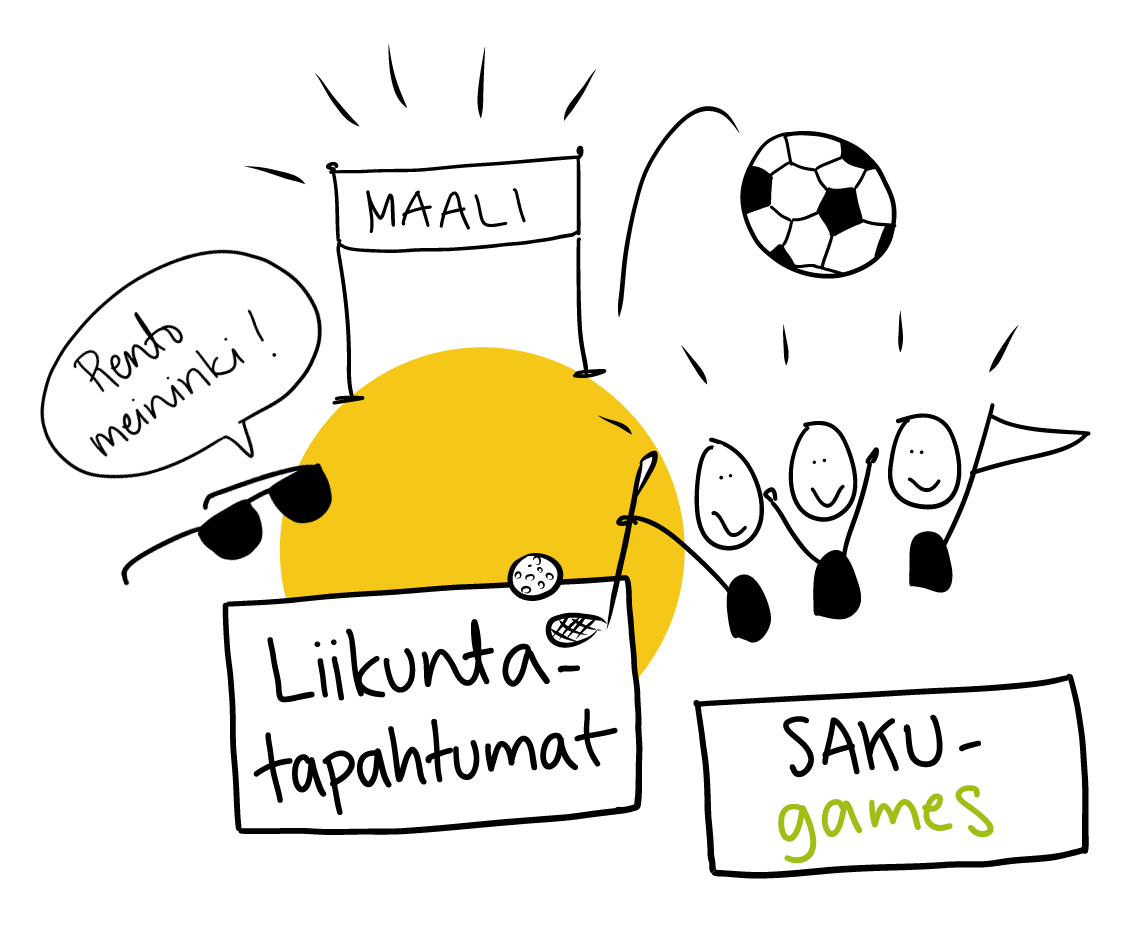 MAALI
Rento
meininki!
Liikunta-
tapahtumat
SAKU-
games